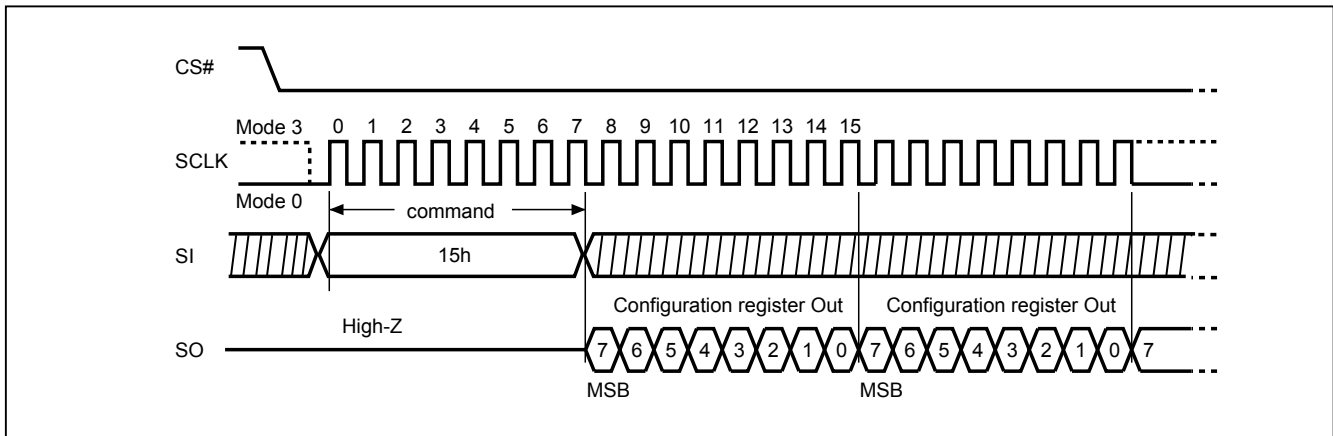 CS#
Mode 3 0 1 2 3 4 5 6 7 8 9 10 11 12 13 14 15
SCLK
Mode 0
command
SI 15h
Configuration register Out Configuration register Out
High-Z
SO 7 6 5 4 3 2 1 0 7 6 5 4 3 2 1 0 7
MSB MSB